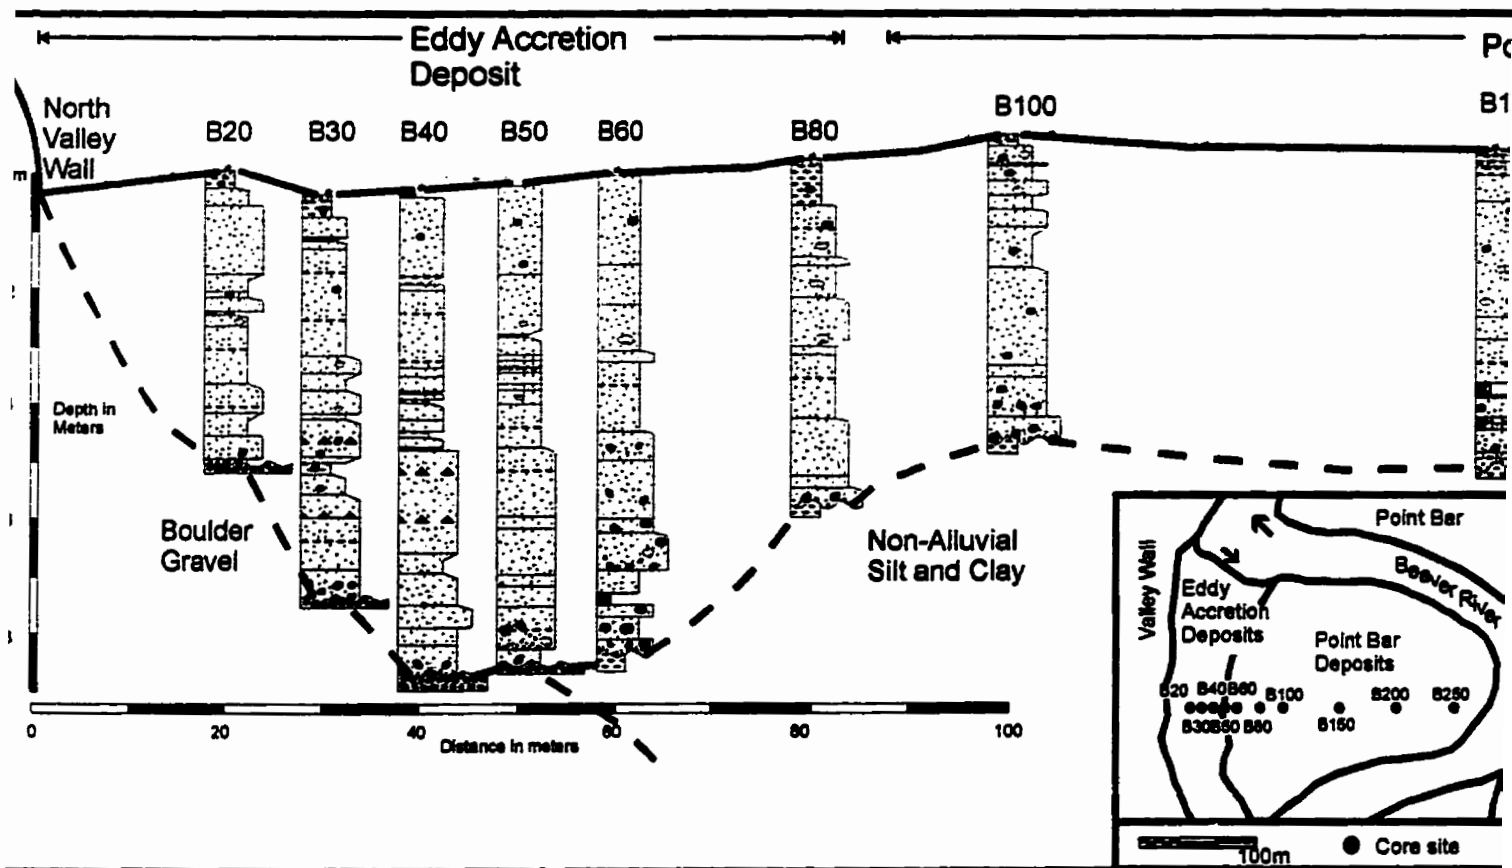 Eddy Accretion
Deposit
Po
North
Valley
Wall
B20
B30
B40
B50
B60
B80
B100
B1
m
Depth in
Meters
Boulder
Gravel
Non-Alluvial
Silt and Clay
0
20
40
60
80
100
Distance in meters
Point Bar
Beaver River
Valley Wall
Eddy
Accretion
Deposits
Point Bar
Deposits
B20
B40
B60
B100
B200
B250
B30
B50
B80
B150
100m
Core site